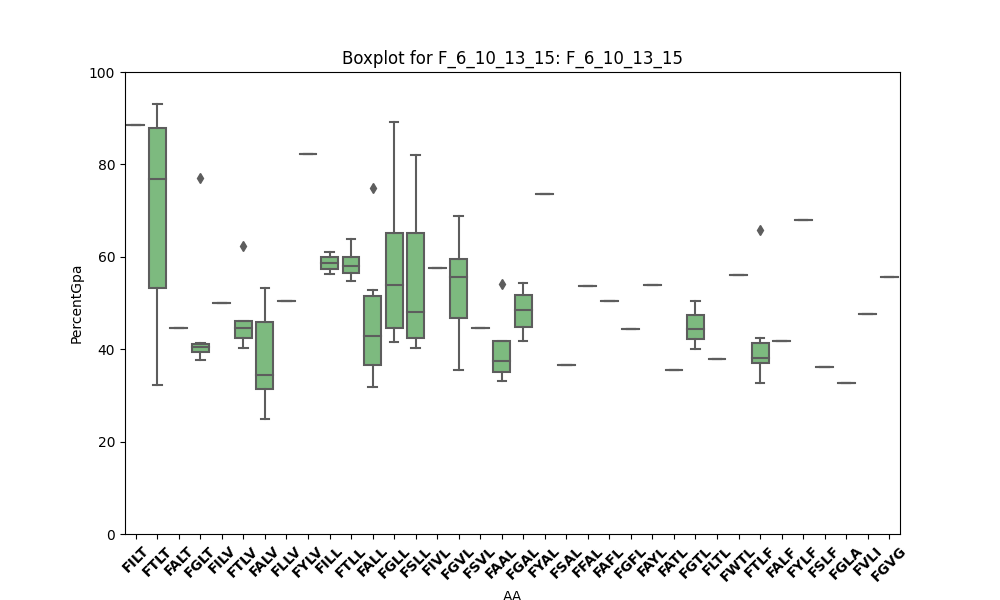 Boxplot for F_6_10_13_15: F_6_10_13_15
PercentGpa
100
80
60
40
20
0
FILT FTLT FALT FGLT FILV FTLV FALV FLLV FYLV FILL FTLL FALL FGLL FSLL FIVL FGVL FSVL FAAL FGAL FYAL FSAL FFAL FAFL FGFL FAYL FATL FGTL FLTL FWTL FTLF FALF FYLF FSLF FGLA FVLI FGVG
AA